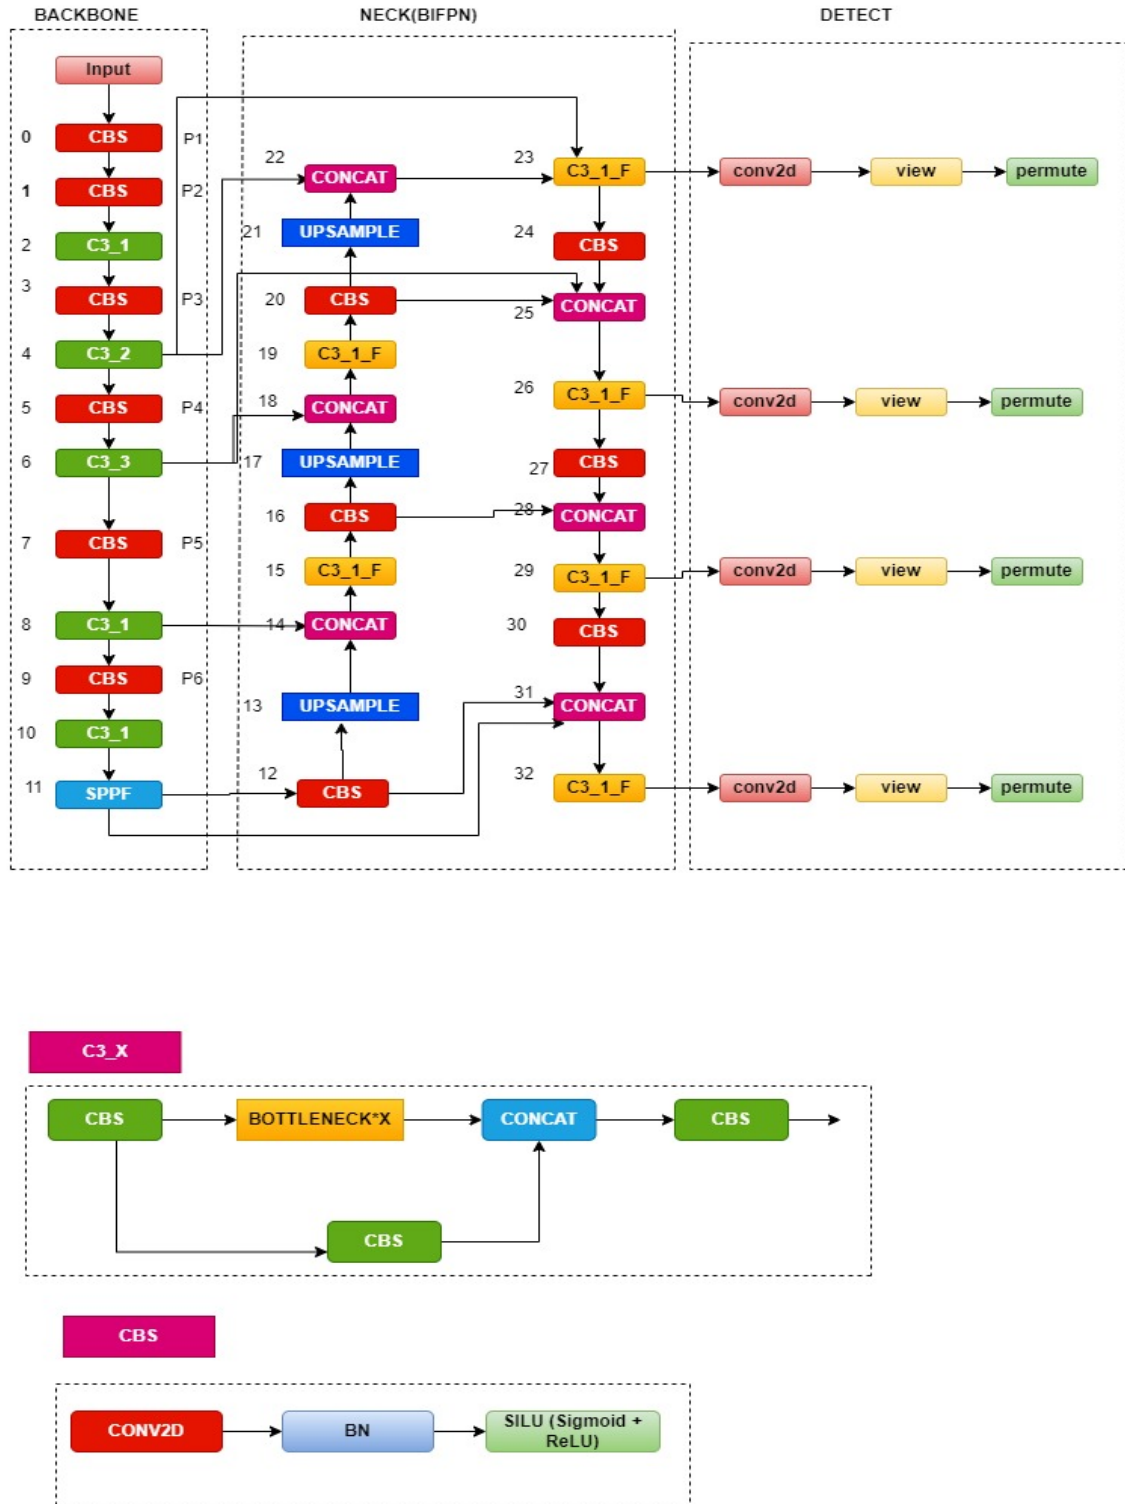 BACKBONE
NECK(BIFPN)
DETECT
Input
0
CBS
P1
1
CBS
P2
2
C3_1
3
CBS
P3
4
C3_2
5
CBS
P4
6
C3_3
7
CBS
P5
8
C3_1
9
CBS
P6
10
C3_1
11
SPPF
22
CONCAT
21
UPSAMPLE
20
CBS
19
C3_1_F
18
CONCAT
17
UPSAMPLE
16
CBS
15
C3_1_F
14
CONCAT
13
UPSAMPLE
12
CBS
23
C3_1_F
24
CBS
25
CONCAT
26
C3_1_F
27
CBS
28
CONCAT
29
C3_1_F
30
CBS
31
CONCAT
32
C3_1_F
conv2d
view
permute
conv2d
view
permute
conv2d
view
permute
conv2d
view
permute
C3_X
CBS
BOTTLENECK*X
CONCAT
CBS
CBS
CBS
CONV2D
BN
SILU (Sigmoid +
ReLU)